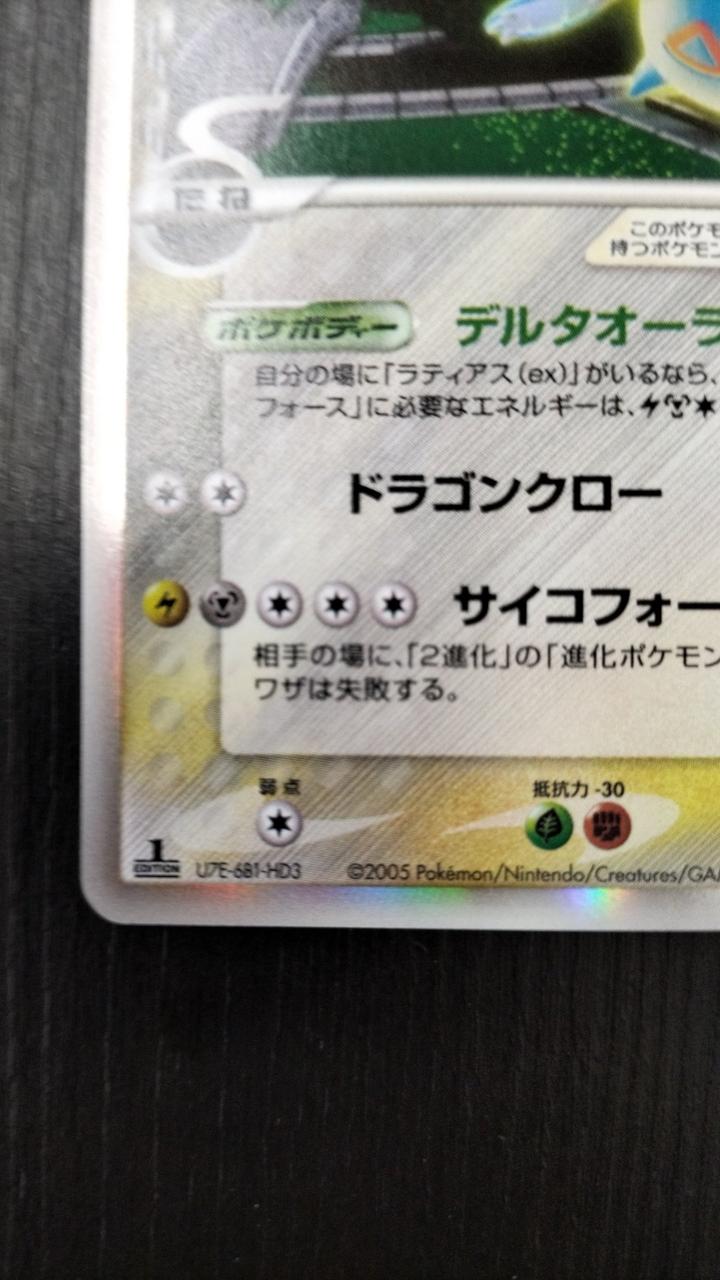 たね
このポケモ
持つポケモン
ポケボディー デルタオーラ
自分の場に「ラティアス(ex)」がいるなら、
フォース」に必要なエネルギーは、
ドラゴンクロー
サイコフォー
相手の場に、「2進化」の「進化ポケモン
ワザは失敗する。
弱点 抵抗力 -30
1 EDITION U7E-681-HD3 ©2005 Pokémon/Nintendo/Creatures/GA